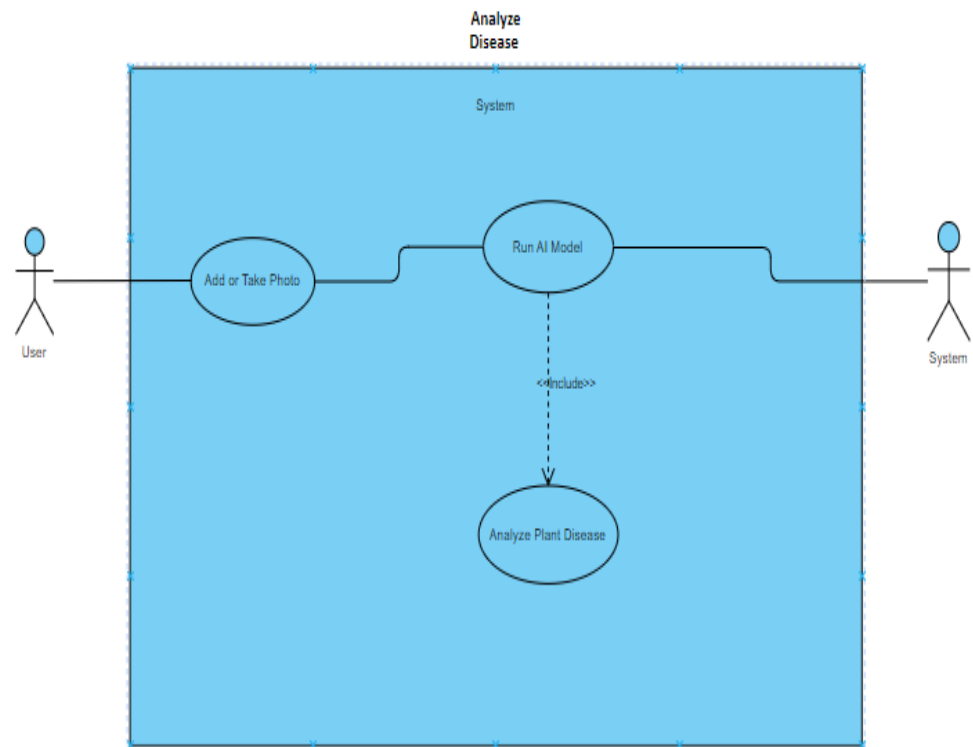 Analyze
Disease
System
Run AI Model
Add or Take Photo
User
System
<<Include>>
Analyze Plant Disease